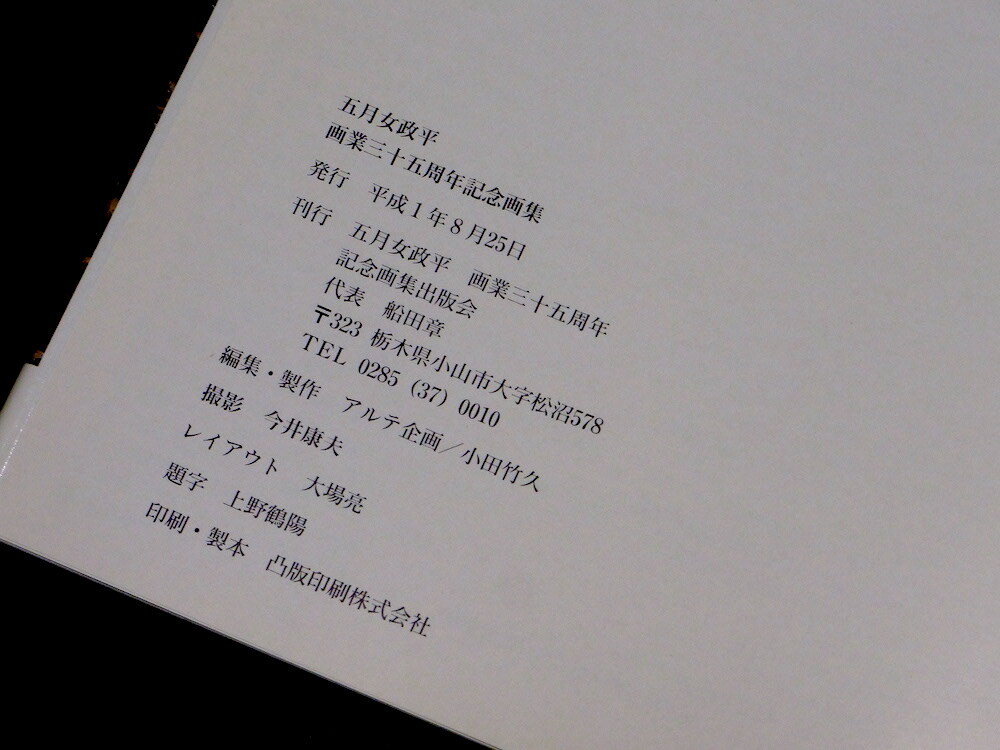 五月女政平
画業三十五周年記念画集
発行 平成1年8月25日
刊行 五月女政平 画業三十五周年
記念画集出版会
代表 船田章
〒323 栃木県小山市大字松沼578
TEL 0285 (37) 0010
編集・製作 アルテ企画／小田竹久
撮影 今井康夫
レイアウト 大場亮
題字 上野鶴陽
印刷・製本 凸版印刷株式会社